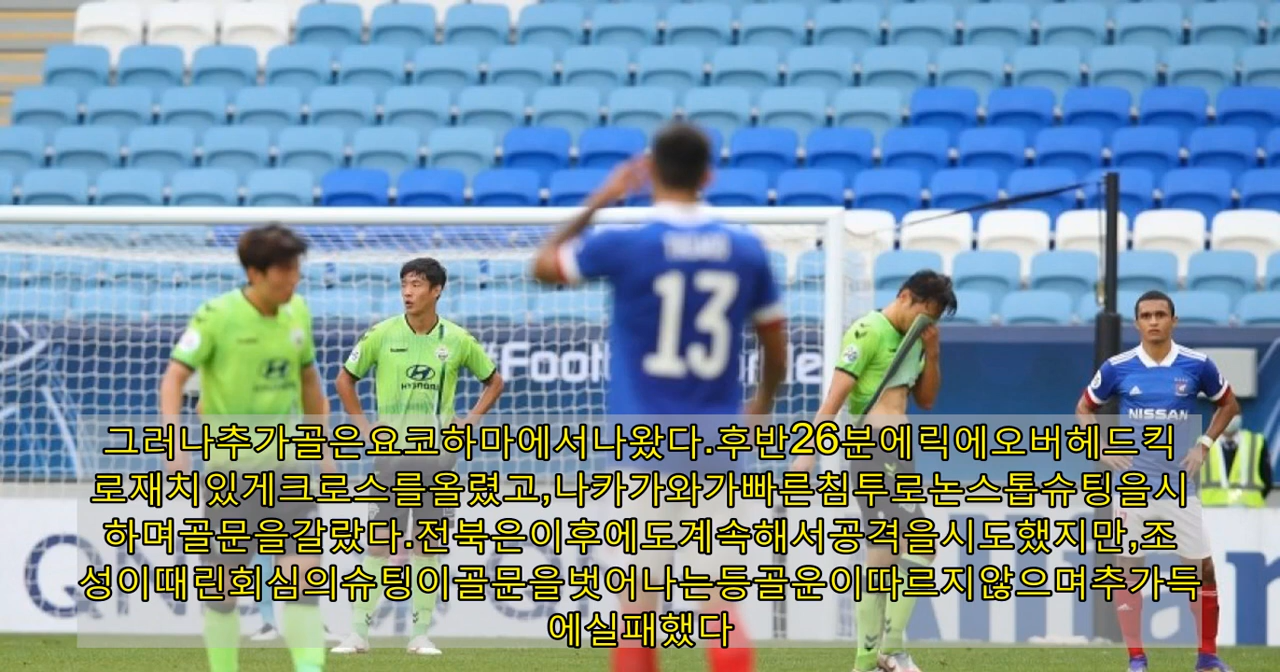 #Footb
13
HYUNDAI
NISSAN
QN
그러나추가골은요코하마에서나왔다.후반26분에릭에오버헤드킥
로재치있게크로스를올렸고,나카가와가빠른침투로논스톱슈팅을시
하며골문을갈랐다.전북은이후에도계속해서공격을시도했지만,조
성이때린회심의슈팅이골문을벗어나는등골운이따르지않으며추가득
에실패했다